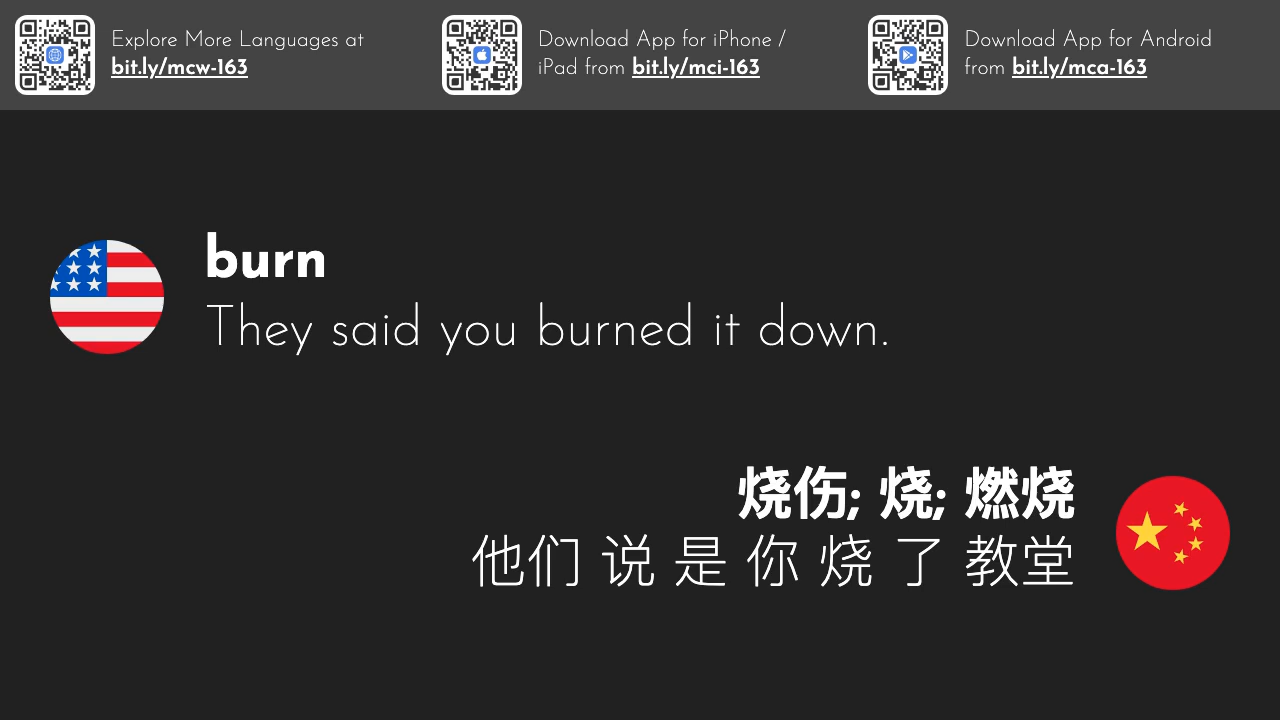 Explore More Languages at
bit.ly/mcw-163
Download App for iPhone /
iPad from bit.ly/mci-163
Download App for Android
from bit.ly/mca-163
burn
They said you burned it down.
烧伤; 烧; 燃烧
他们 说 是 你 烧 了 教堂